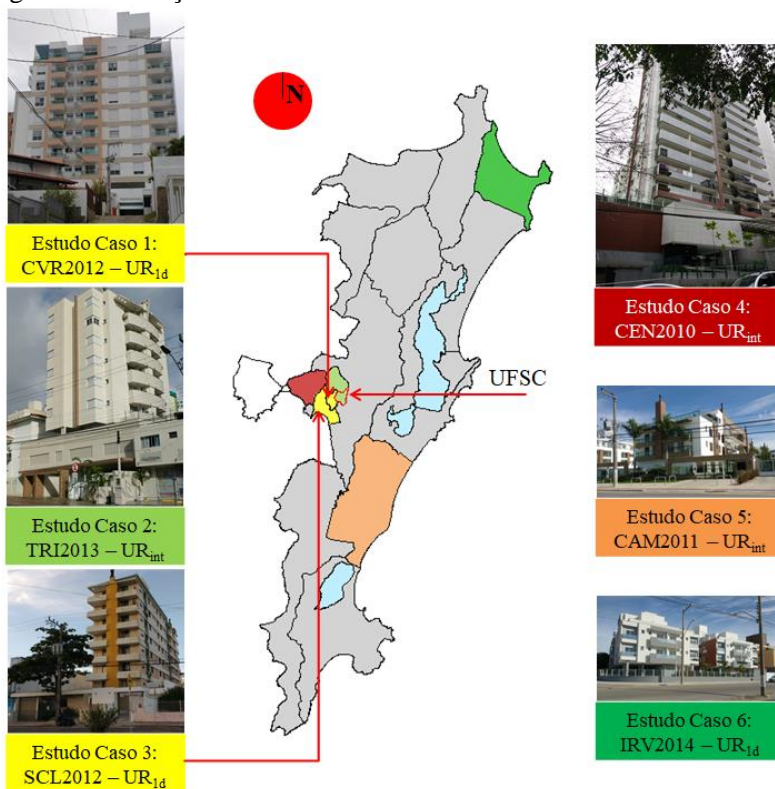 N
Estudo Caso 1:
CVR2012 – UR1d
Estudo Caso 2:
TRI2013 – URint
Estudo Caso 3:
SCL2012 – UR1d
UFSC
Estudo Caso 4:
CEN2010 – URint
Estudo Caso 5:
CAM2011 – URint
Estudo Caso 6:
IRV2014 – UR1d